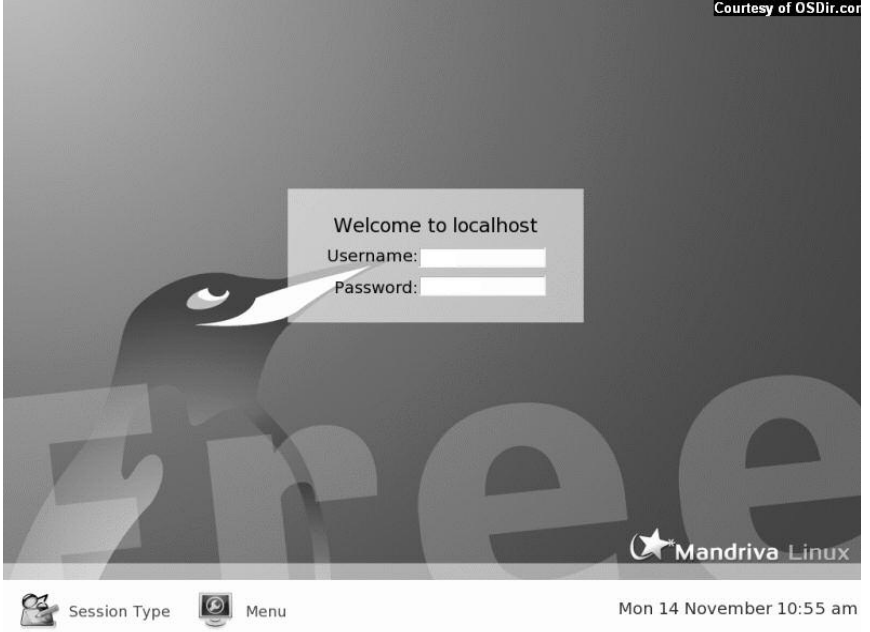 Courtesy of OSDir.com
Welcome to localhost
Username:
Password:
Free
Mandriva Linux
Session Type
Menu
Mon 14 November 10:55 am